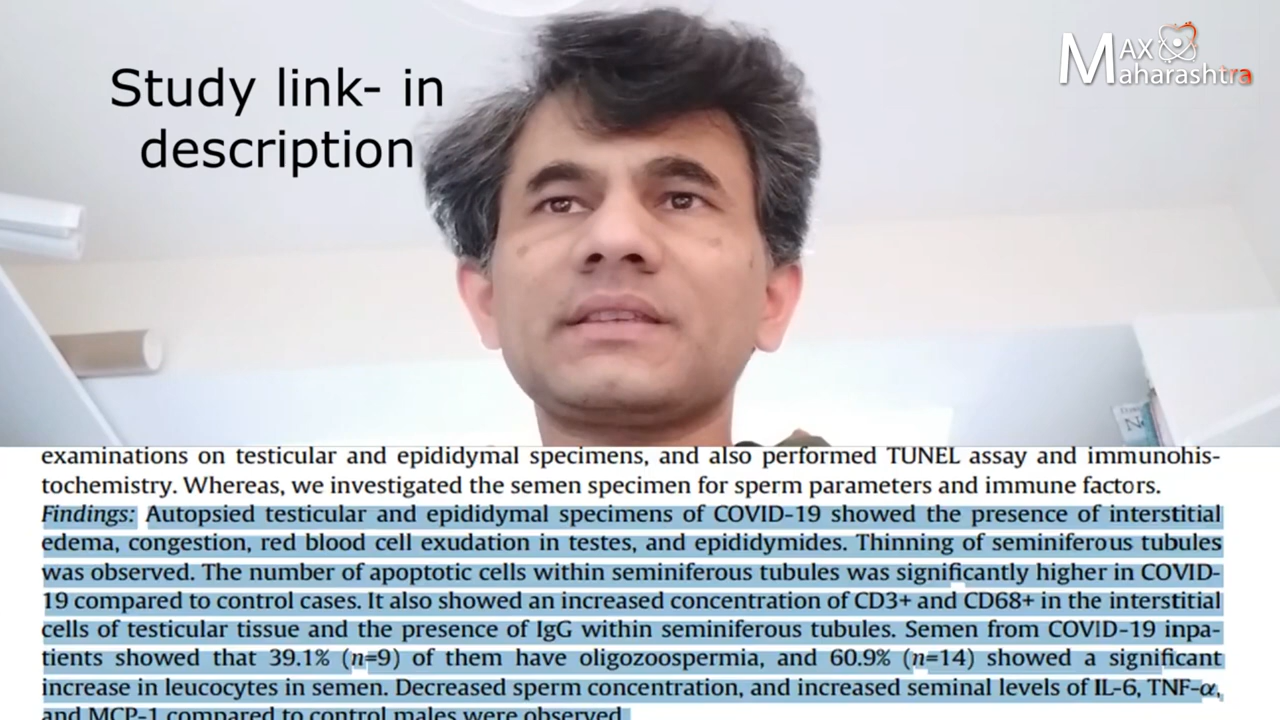 Study link- in
description
MAX
Maharashtra
examinations on testicular and epididymal specimens, and also performed TUNEL assay and immunohis-
tochemistry. Whereas, we investigated the semen specimen for sperm parameters and immune factors.
Findings: Autopsied testicular and epididymal specimens of COVID-19 showed the presence of interstitial
edema, congestion, red blood cell exudation in testes, and epididymides. Thinning of seminiferous tubules
was observed. The number of apoptotic cells within seminiferous tubules was significantly higher in COVID-
19 compared to control cases. It also showed an increased concentration of CD3+ and CD68+ in the interstitial
cells of testicular tissue and the presence of IgG within seminiferous tubules. Semen from COVID-19 inpa-
tients showed that 39.1% (n=9) of them have oligozoospermia, and 60.9% (n=14) showed a significant
increase in leucocytes in semen. Decreased sperm concentration, and increased seminal levels of IL-6, TNF-α,
and MCP-1 compared to control males were observed.